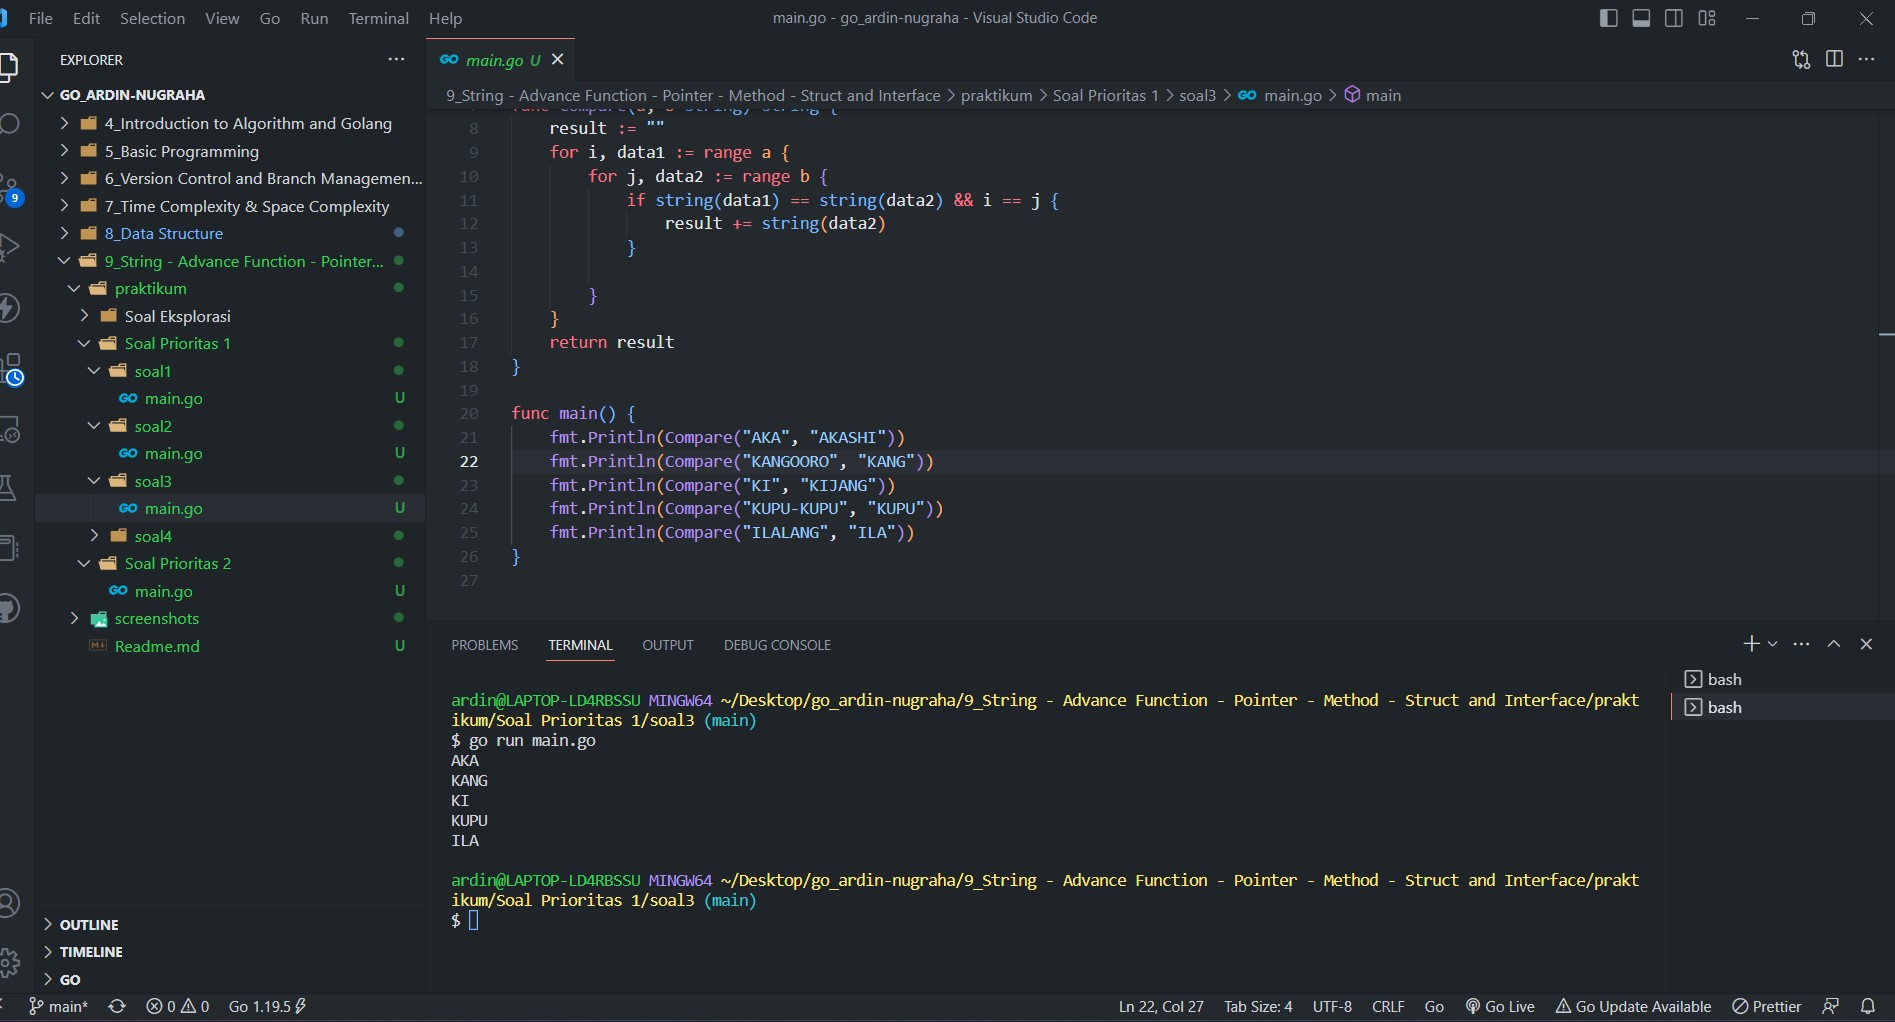 File Edit Selection View Go Run Terminal Help
main.go - go_ardin-nugraha - Visual Studio Code
EXPLORER
GO_ARDIN-NUGRAHA
4_Introduction to Algorithm and Golang
5_Basic Programming
6_Version Control and Branch Managemen...
7_Time Complexity & Space Complexity
8_Data Structure
9_String - Advance Function - Pointer...
praktikum
Soal Eksplorasi
Soal Prioritas 1
soal1
main.go U
soal2
main.go U
soal3
main.go U
soal4
Soal Prioritas 2
main.go U
screenshots
Readme.md U
OUTLINE
TIMELINE
GO
9
main.go U
9_String - Advance Function - Pointer - Method - Struct and Interface > praktikum > Soal Prioritas 1 > soal3 > main.go > main
8 result := ""
9 for i, data1 := range a {
10 for j, data2 := range b {
11 if string(data1) == string(data2) && i == j {
12 result += string(data2)
13 }
14
15 }
16 }
17 return result
18 }
19
20 func main() {
21 fmt.Println(Compare("AKA", "AKASHI"))
22 fmt.Println(Compare("KANGOORO", "KANG"))
23 fmt.Println(Compare("KI", "KIJANG"))
24 fmt.Println(Compare("KUPU-KUPU", "KUPU"))
25 fmt.Println(Compare("ILALANG", "ILA"))
26 }
27
PROBLEMS TERMINAL OUTPUT DEBUG CONSOLE
bash
bash
ardin@LAPTOP-LD4RBSSU MINGW64 ~/Desktop/go_ardin-nugraha/9_String - Advance Function - Pointer - Method - Struct and Interface/prakt
ikum/Soal Prioritas 1/soal3 (main)
$ go run main.go
AKA
KANG
KI
KUPU
ILA
ardin@LAPTOP-LD4RBSSU MINGW64 ~/Desktop/go_ardin-nugraha/9_String - Advance Function - Pointer - Method - Struct and Interface/prakt
ikum/Soal Prioritas 1/soal3 (main)
$
main* 0 0 Go 1.19.5 Ln 22, Col 27 Tab Size: 4 UTF-8 CRLF Go Go Live Go Update Available Prettier